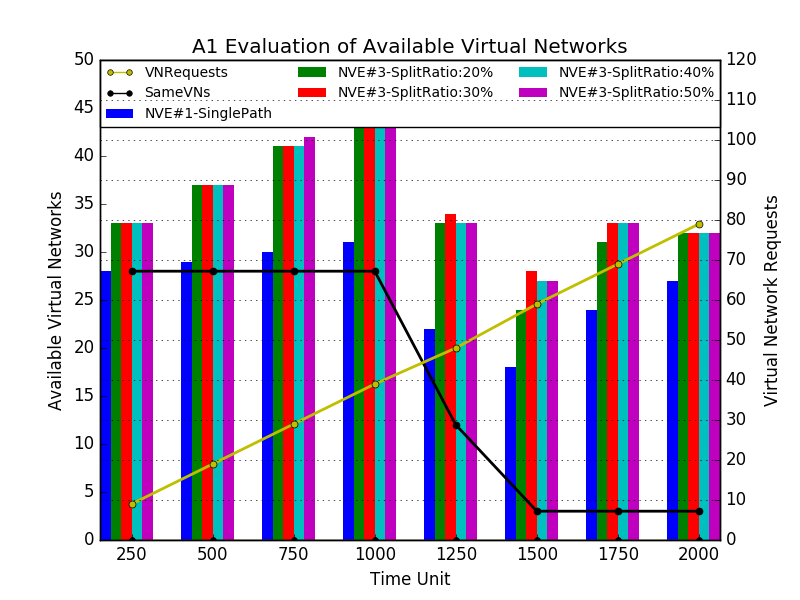 A1 Evaluation of Available Virtual Networks
VNRequests
SameVNs
NVE#1-SinglePath
NVE#3-SplitRatio:20%
NVE#3-SplitRatio:30%
NVE#3-SplitRatio:40%
NVE#3-SplitRatio:50%
Available Virtual Networks
50
45
40
35
30
25
20
15
10
5
0
120
110
100
90
80
70
60
50
40
30
20
10
0
Virtual Network Requests
250 500 750 1000 1250 1500 1750 2000
Time Unit